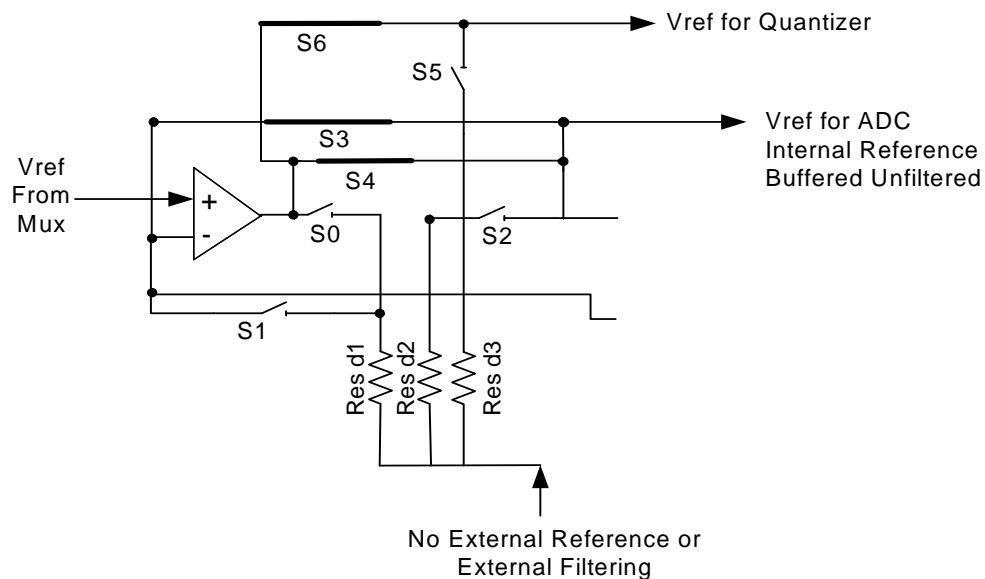 Vref for Quantizer
S6
S5
S3
Vref for ADC
Internal Reference
Buffered Unfiltered
S4
Vref
From
Mux
+
-
S0
S2
S1
Res d1
Res d2
Res d3
No External Reference or
External Filtering